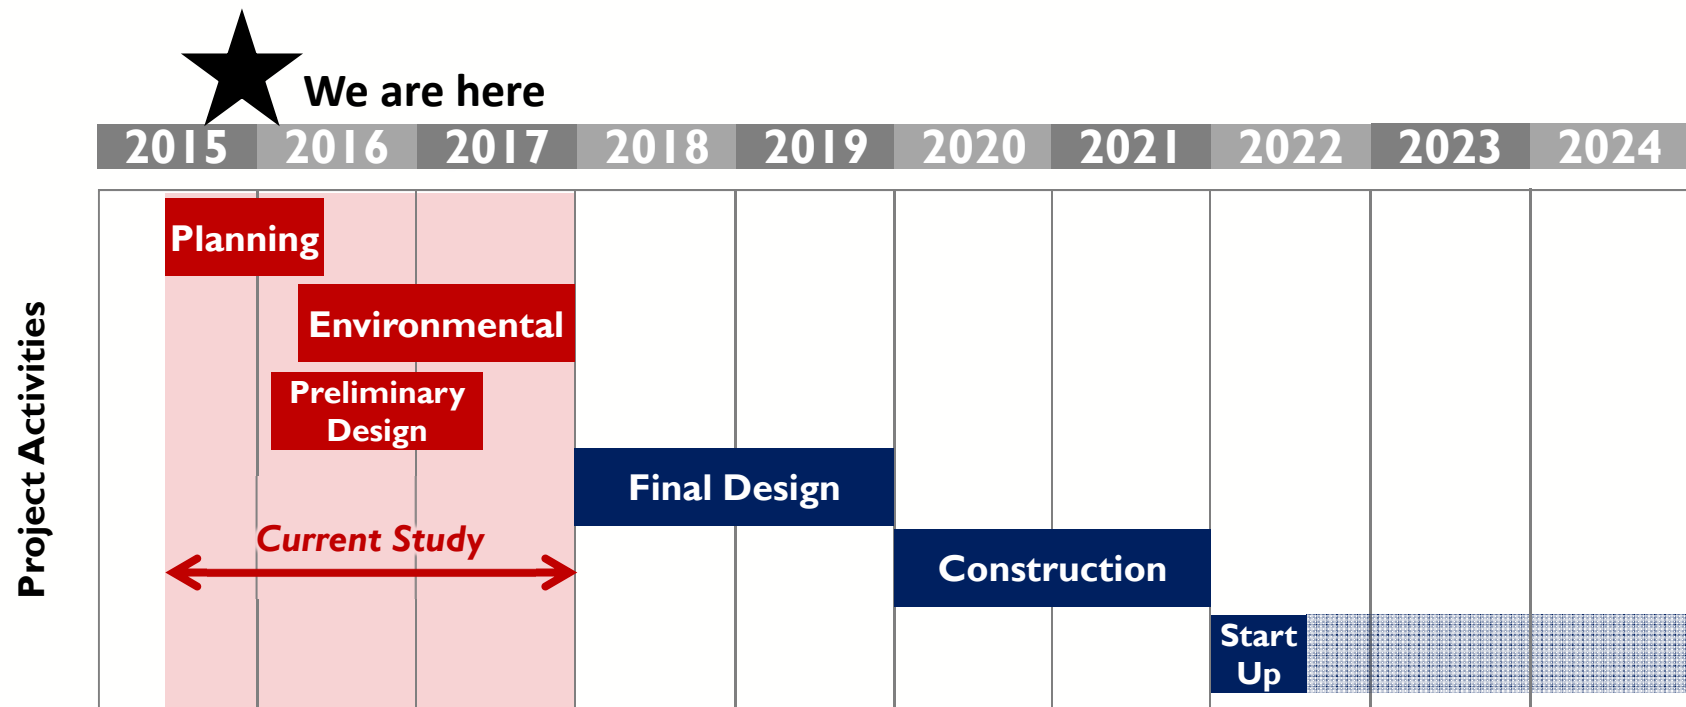 We are here
2015 2016 2017 2018 2019 2020 2021 2022 2023 2024
Project Activities
Planning
Environmental
Preliminary
Design
Final Design
Current Study
Construction
Start
Up